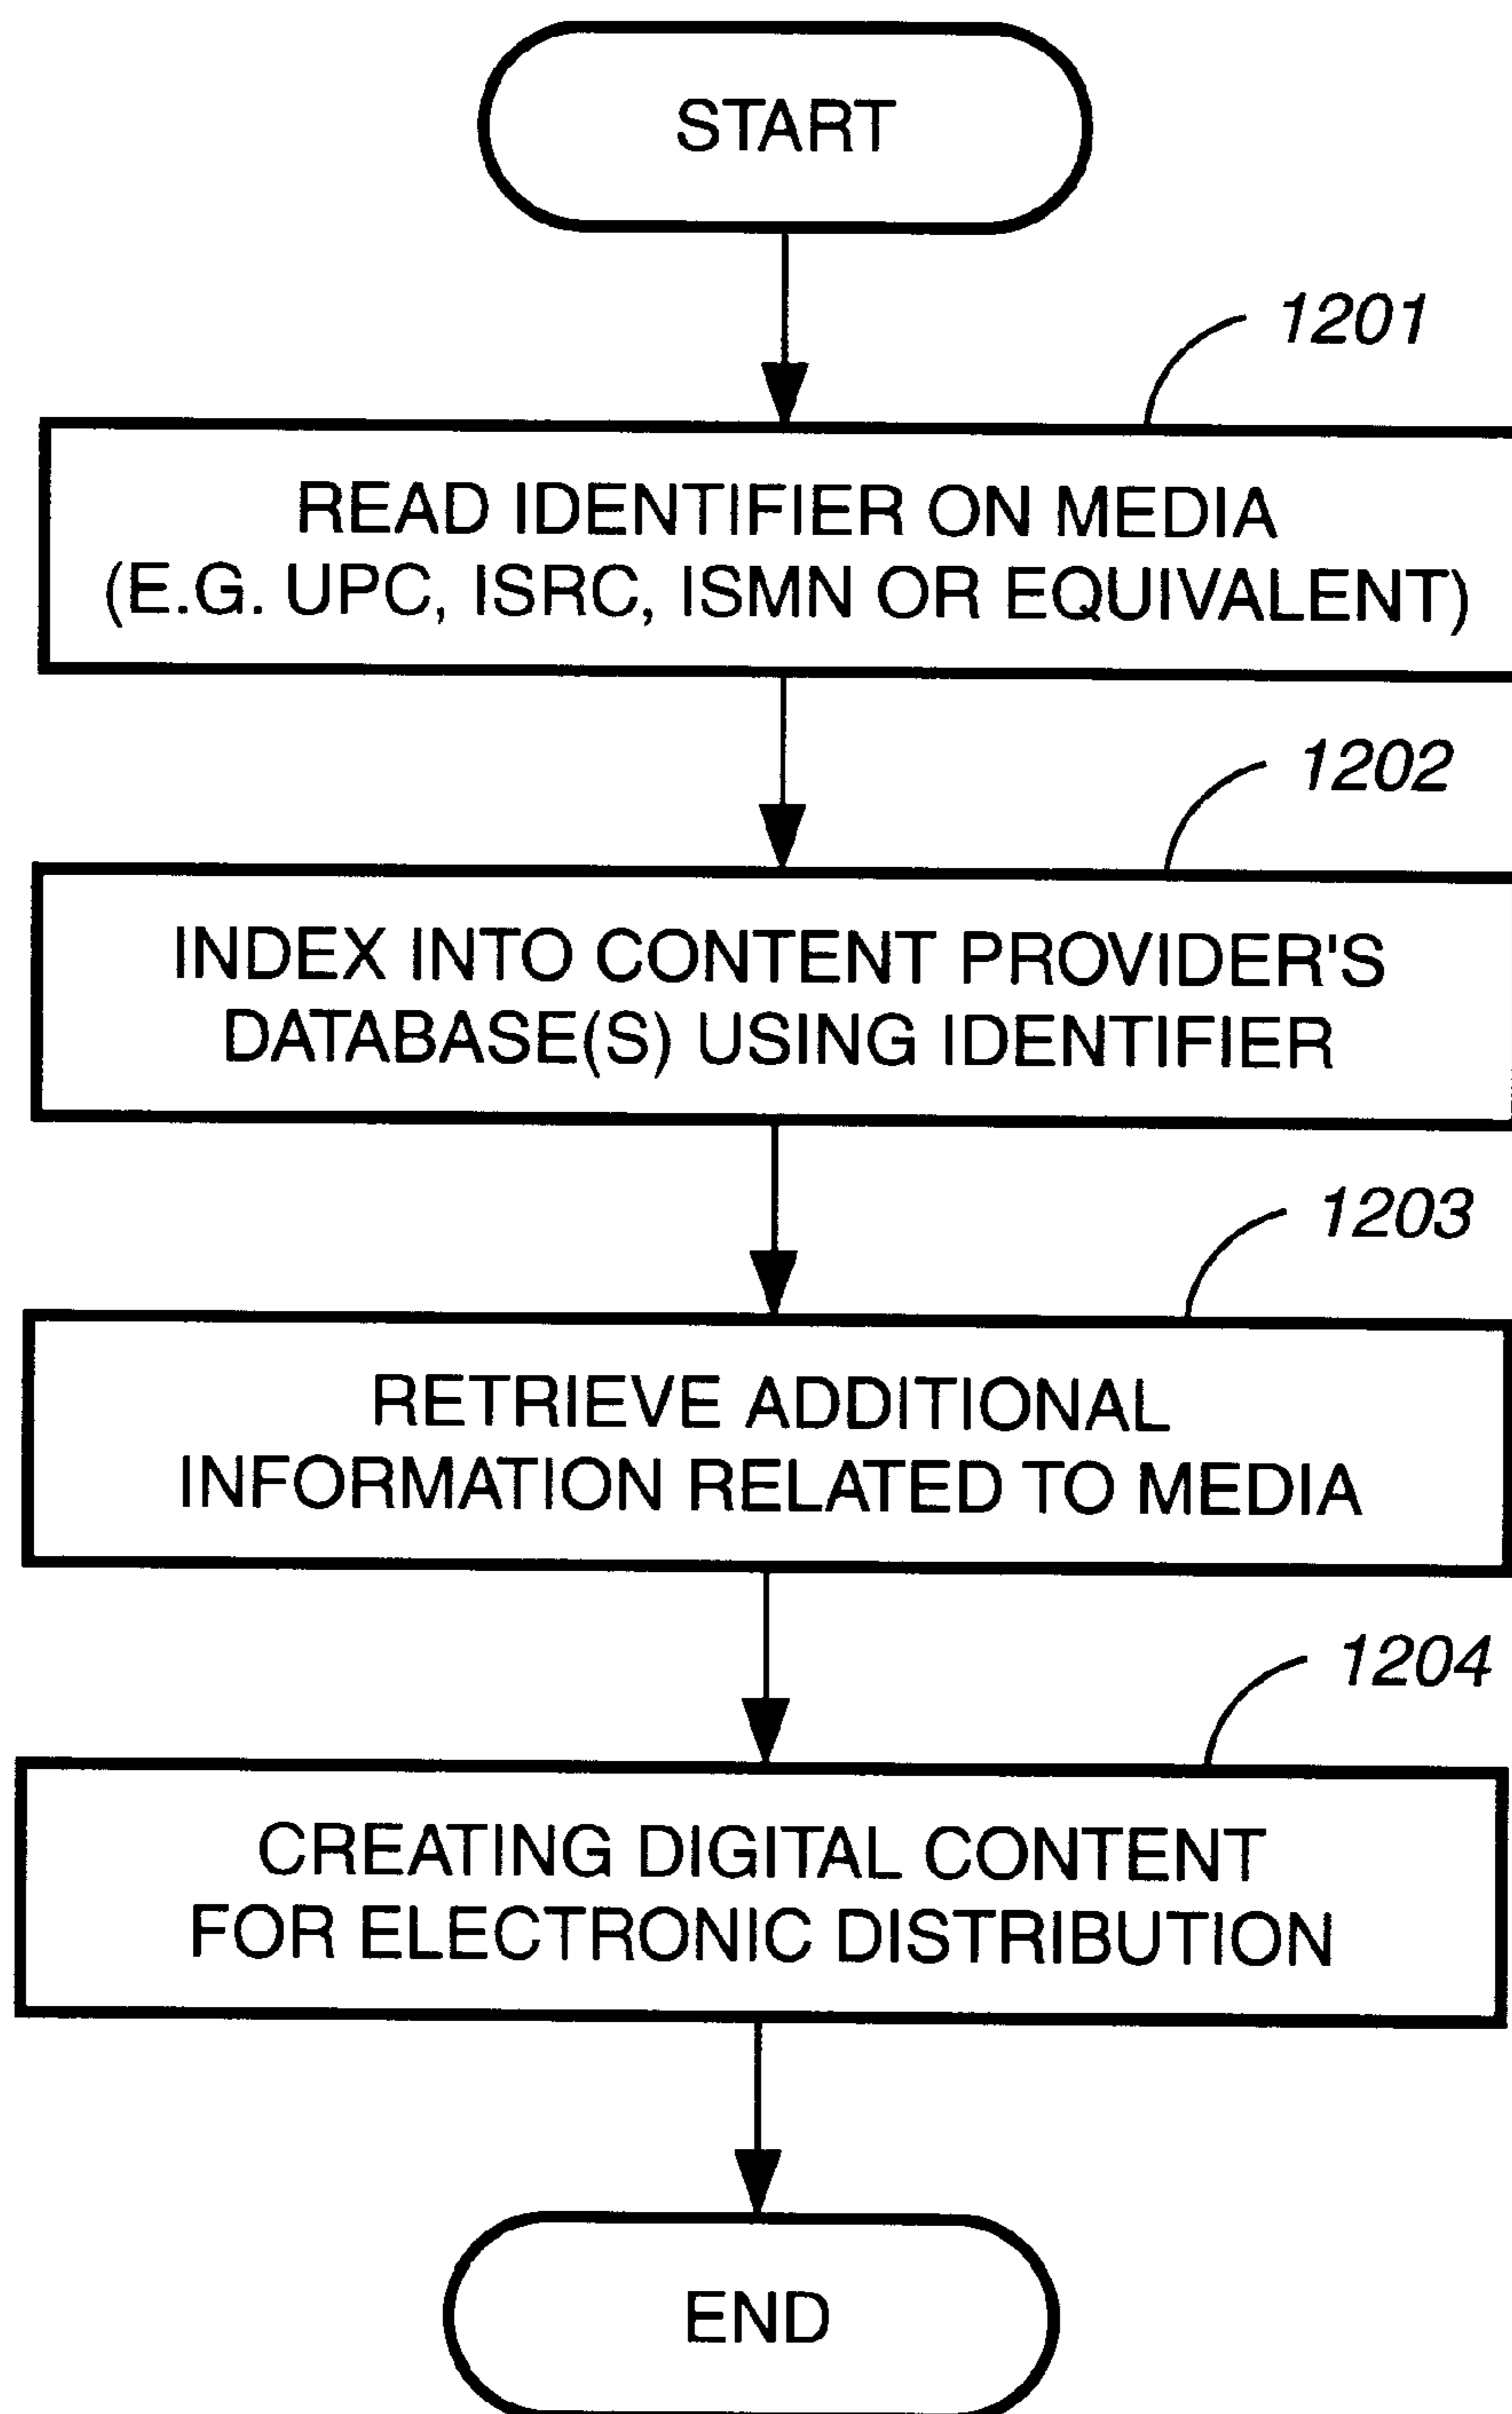 START
1201
READ IDENTIFIER ON MEDIA
(E.G. UPC, ISRC, ISMN OR EQUIVALENT)
1202
INDEX INTO CONTENT PROVIDER'S
DATABASE(S) USING IDENTIFIER
1203
RETRIEVE ADDITIONAL
INFORMATION RELATED TO MEDIA
1204
CREATING DIGITAL CONTENT
FOR ELECTRONIC DISTRIBUTION
END